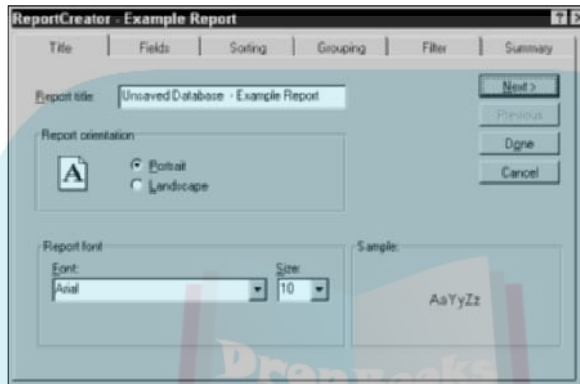 ReportCreator - Example Report
Title Fields Sorting Grouping Filter Summary
Report title: Unsaved Database - Example Report
Next >
Previous
Done
Cancel
Report orientation
A
Portrait
Landscape
Report font
Font:
Size:
Arial
10
Sample:
AaYyZz
DropBooks